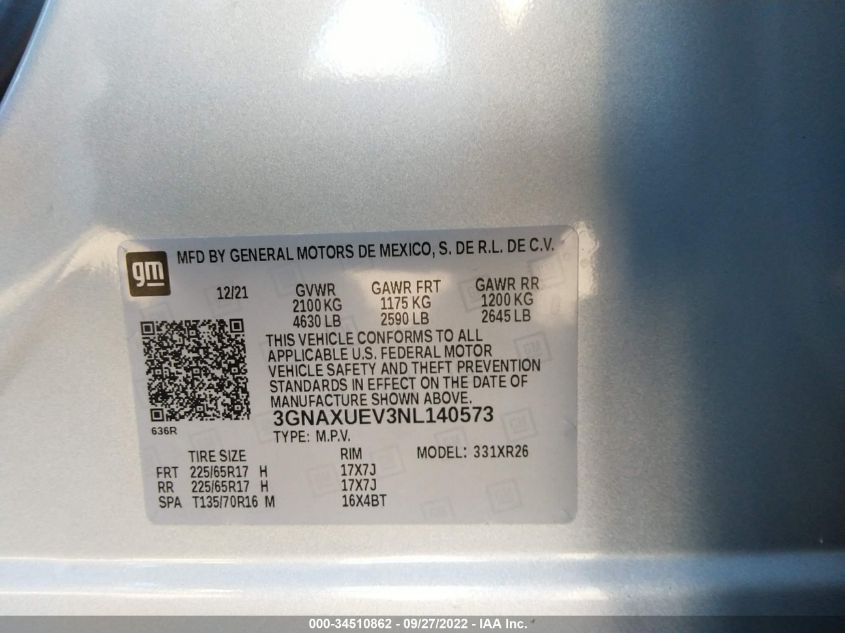 gm
MFD BY GENERAL MOTORS DE MEXICO, S. DE R.L. DE C.V.
12/21 GVWR GAWR FRT GAWR RR
2100 KG 1175 KG 1200 KG
4630 LB 2590 LB 2645 LB
THIS VEHICLE CONFORMS TO ALL
APPLICABLE U.S. FEDERAL MOTOR
VEHICLE SAFETY AND THEFT PREVENTION
STANDARDS IN EFFECT ON THE DATE OF
MANUFACTURE SHOWN ABOVE.
636R
3GNAXUEV3NL140573
TYPE: M.P.V.
TIRE SIZE RIM MODEL: 331XR26
FRT 225/65R17 H 17X7J
RR 225/65R17 H 17X7J
SPA T135/70R16 M 16X4BT
000-34510862 - 09/27/2022 - IAA Inc.